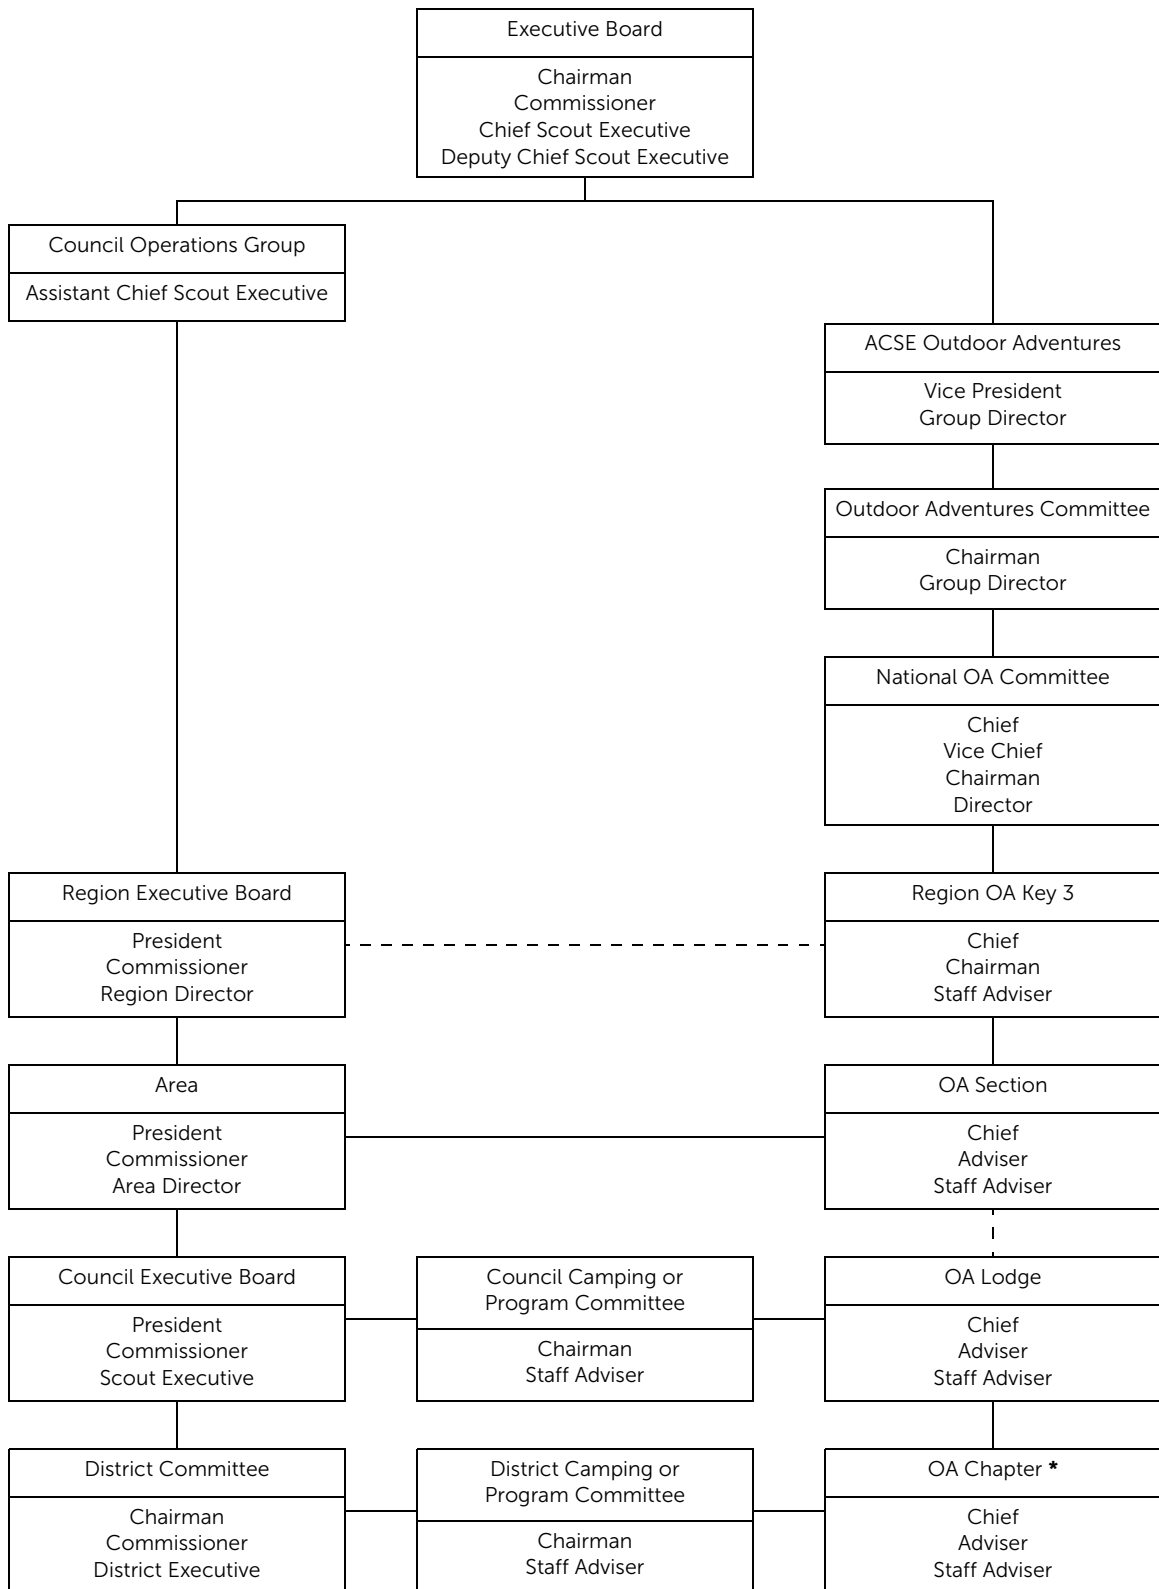 Executive Board
Chairman
Commissioner
Chief Scout Executive
Deputy Chief Scout Executive
Council Operations Group
Assistant Chief Scout Executive
ACSE Outdoor Adventures
Vice President
Group Director
Outdoor Adventures Committee
Chairman
Group Director
National OA Committee
Chief
Vice Chief
Chairman
Director
Region Executive Board
President
Commissioner
Region Director
Region OA Key 3
Chief
Chairman
Staff Adviser
Area
President
Commissioner
Area Director
OA Section
Chief
Adviser
Staff Adviser
Council Executive Board
President
Commissioner
Scout Executive
Council Camping or
Program Committee
Chairman
Staff Adviser
OA Lodge
Chief
Adviser
Staff Adviser
District Committee
Chairman
Commissioner
District Executive
District Camping or
Program Committee
Chairman
Staff Adviser
OA Chapter *
Chief
Adviser
Staff Adviser